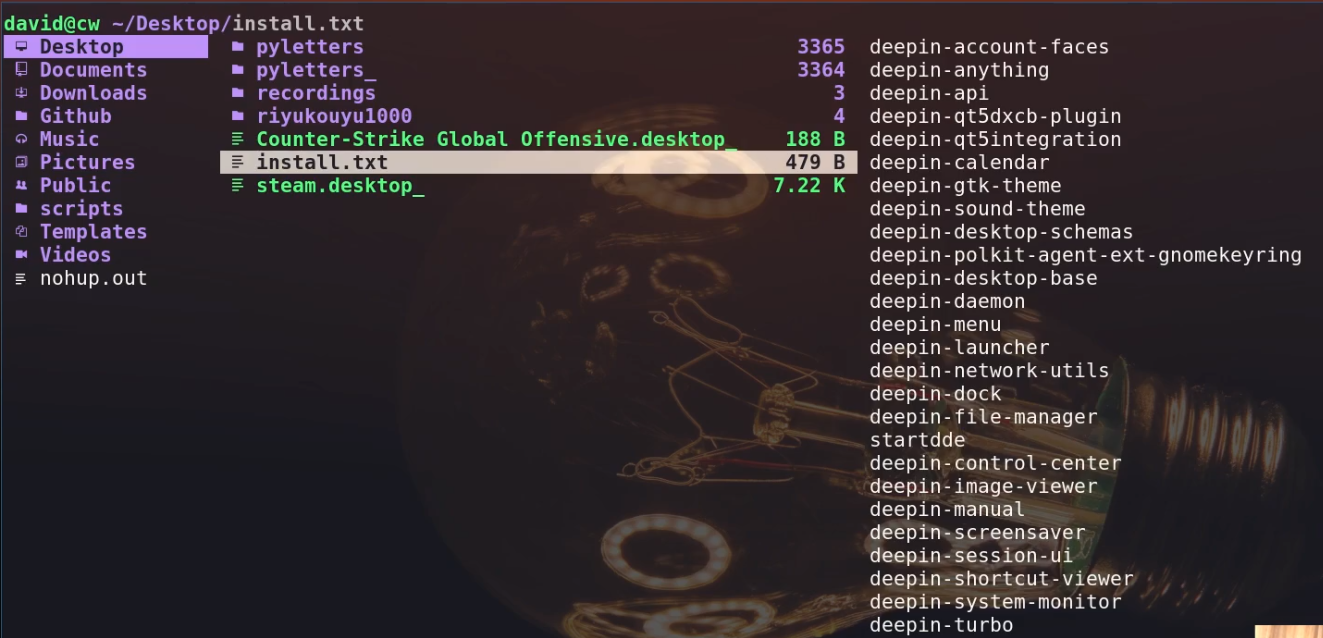 david@cw ~/Desktop/install.txt
Desktop
Documents
Downloads
Github
Music
Pictures
Public
scripts
Templates
Videos
nohup.out
pyletters 3365
pyletters_ 3364
recordings 3
riyukouyu1000 4
Counter-Strike Global Offensive.desktop_ 188 B
install.txt 479 B
steam.desktop_ 7.22 K
deepin-account-faces
deepin-anything
deepin-api
deepin-qt5dxcb-plugin
deepin-qt5integration
deepin-calendar
deepin-gtk-theme
deepin-sound-theme
deepin-desktop-schemas
deepin-polkit-agent-ext-gnomekeyring
deepin-desktop-base
deepin-daemon
deepin-menu
deepin-launcher
deepin-network-utils
deepin-dock
deepin-file-manager
startdde
deepin-control-center
deepin-image-viewer
deepin-manual
deepin-screensaver
deepin-session-ui
deepin-shortcut-viewer
deepin-system-monitor
deepin-turbo